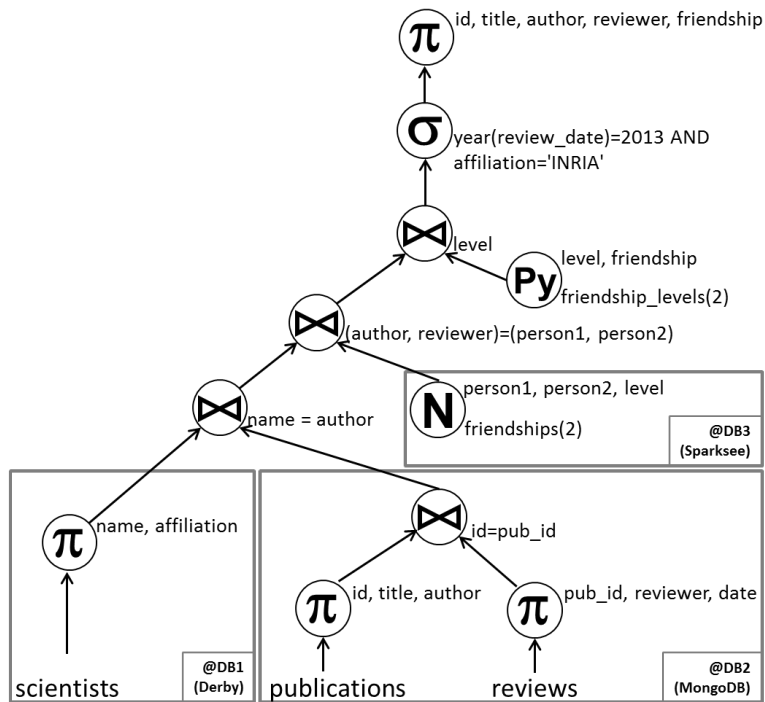 π
id, title, author, reviewer, friendship
σ
year(review_date)=2013 AND
affiliation='INRIA'
⋈
level
Py
level, friendship
friendship_levels(2)
⋈
(author, reviewer)=(person1, person2)
N
person1, person2, level
friendships(2)
@DB3
(Sparksee)
⋈
name = author
π
name, affiliation
⋈
id=pub_id
π
id, title, author
π
pub_id, reviewer, date
scientists
@DB1
(Derby)
publications
reviews
@DB2
(MongoDB)